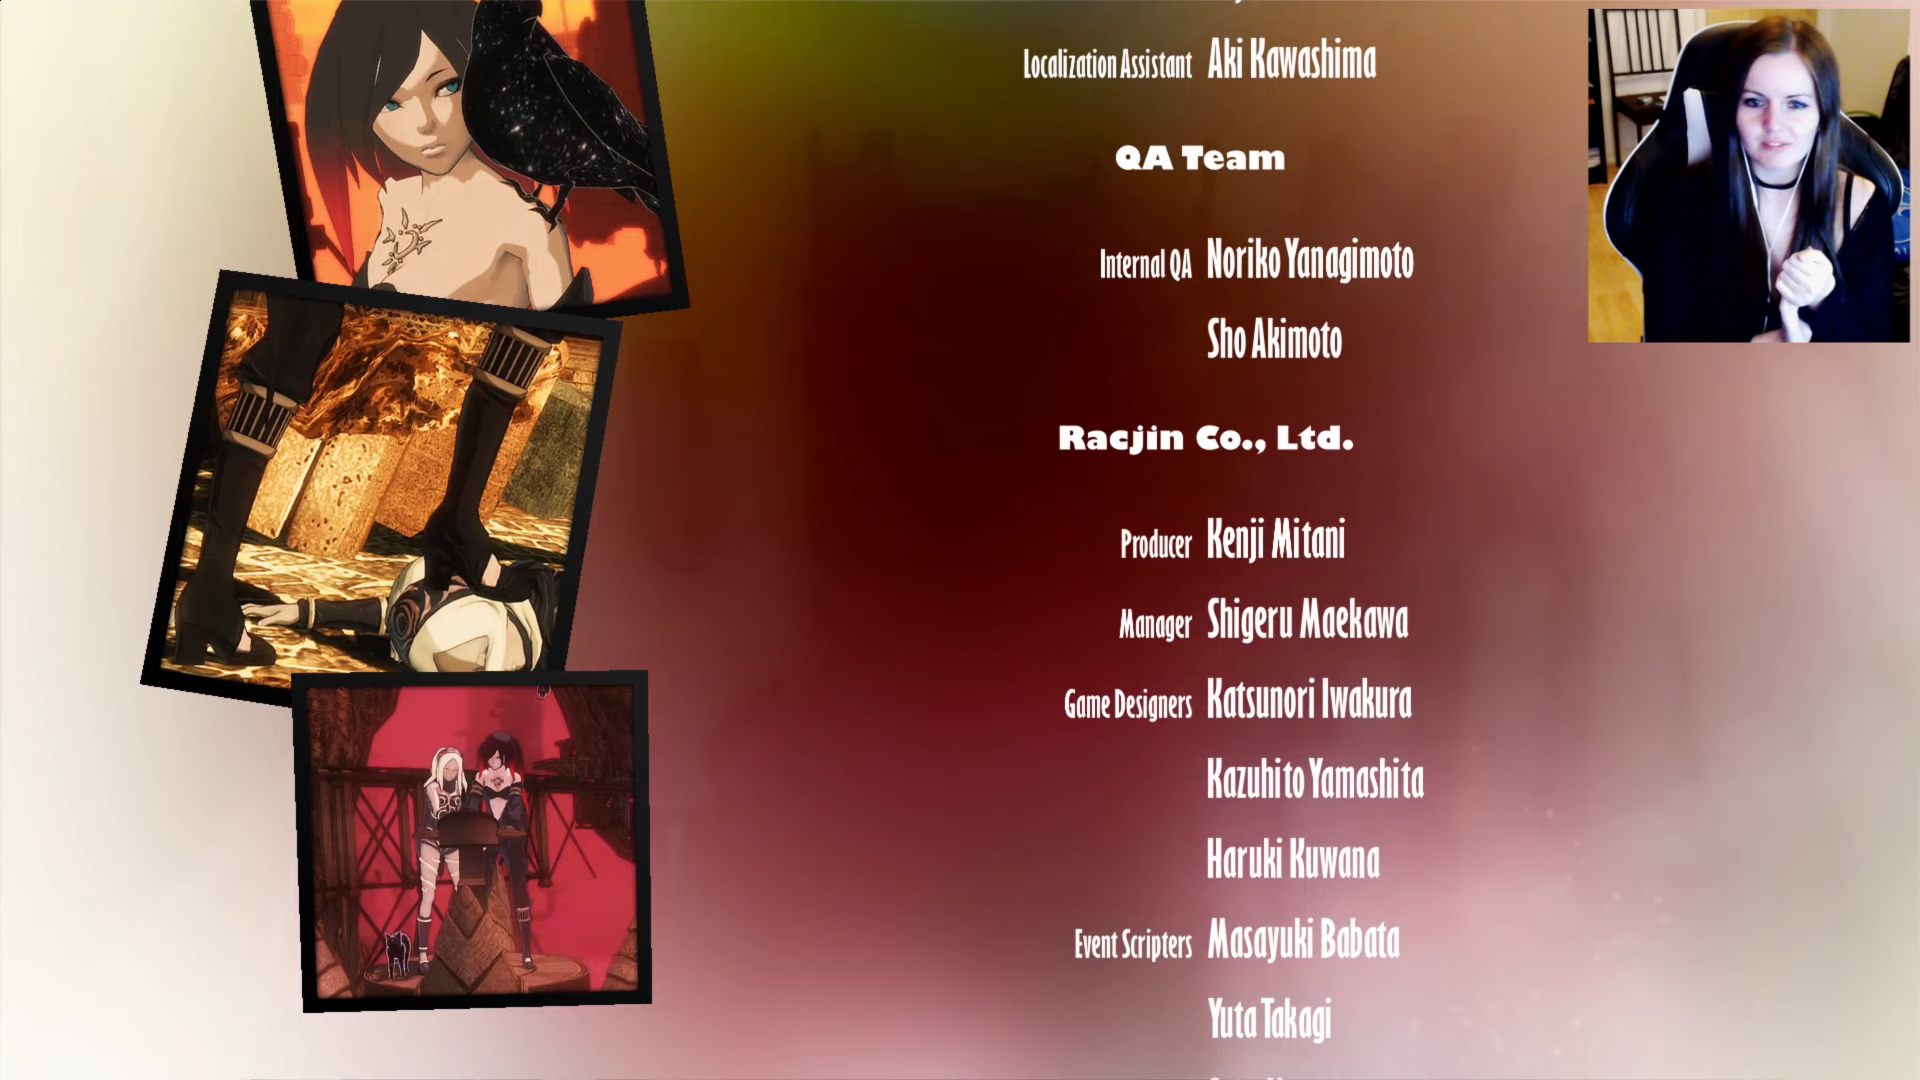 Localization Assistant Aki Kawashima
QA Team
Internal QA Noriko Yanagimoto
Sho Akimoto
Racjin Co., Ltd.
Producer Kenji Mitani
Manager Shigeru Maekawa
Game Designers Katsunori Iwakura
Kazuhito Yamashita
Haruki Kuwana
Event Scripters Masayuki Babata
Yuta Takagi